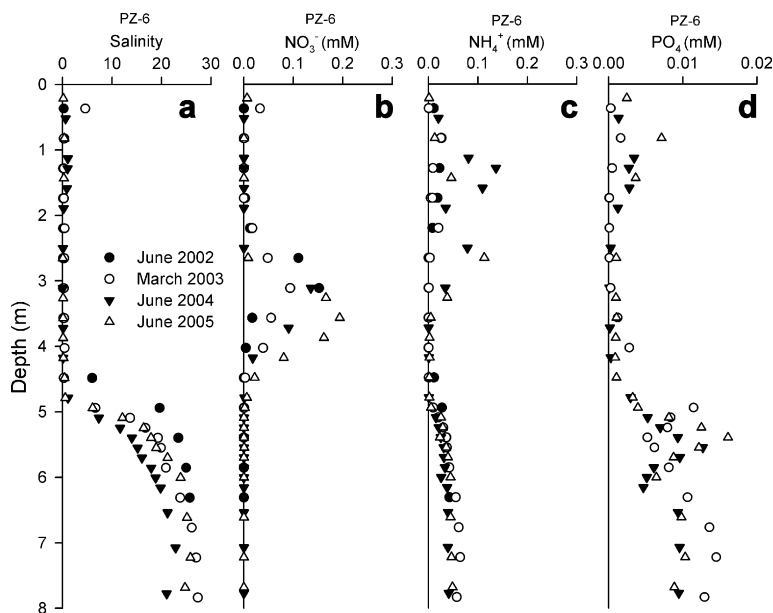 PZ-6 PZ-6 PZ-6 PZ-6
Salinity NO₃⁻ (mM) NH₄⁺ (mM) PO₄ (mM)
0 10 20 30 0.0 0.1 0.2 0.3 0.0 0.1 0.2 0.3 0.00 0.01 0.02
a b c d
Depth (m)
0
1
2
3
4
5
6
7
8
June 2002
March 2003
June 2004
June 2005